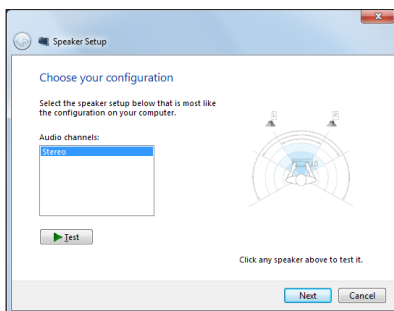 Speaker Setup
Choose your configuration
Select the speaker setup below that is most like
the configuration on your computer.
Audio channels:
Stereo
L
R
Test
Click any speaker above to test it.
Next
Cancel